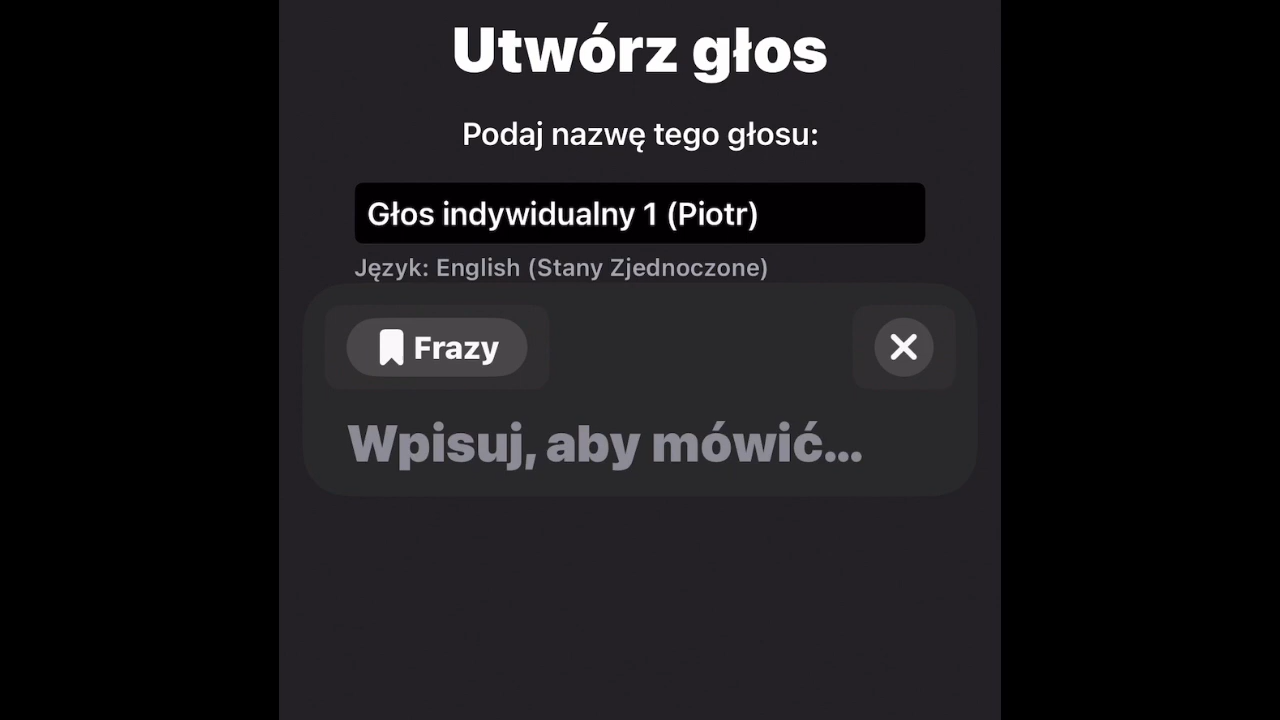 Utwórz głos
Podaj nazwę tego głosu:
Głos indywidualny 1 (Piotr)
Język: English (Stany Zjednoczone)
Frazy
Wpisuj, aby mówić...